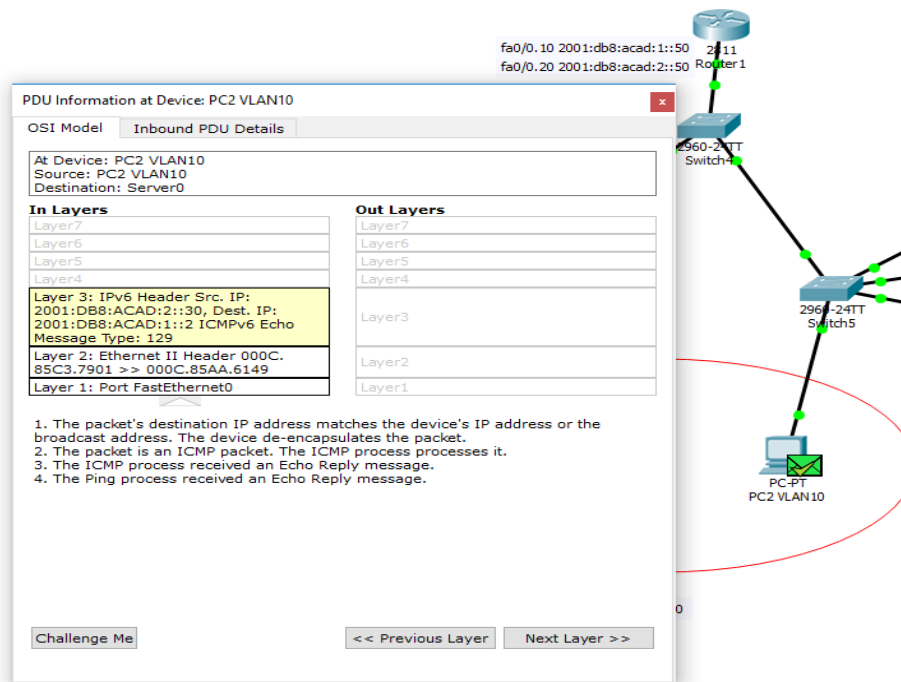 fa0/0.10 2001:db8:acad:1::50
fa0/0.20 2001:db8:acad:2::50
2811
Router1
PDU Information at Device: PC2 VLAN10
x
OSI Model
Inbound PDU Details
At Device: PC2 VLAN10
Source: PC2 VLAN10
Destination: Server0
In Layers
Out Layers
Layer7
Layer7
Layer6
Layer6
Layer5
Layer5
Layer4
Layer4
Layer 3: IPv6 Header Src. IP:
2001:DB8:ACAD:2::30, Dest. IP:
2001:DB8:ACAD:1::2 ICMPv6 Echo
Message Type: 129
Layer3
Layer 2: Ethernet II Header 000C.
85C3.7901 >> 000C.85AA.6149
Layer2
Layer 1: Port FastEthernet0
Layer1
1. The packet's destination IP address matches the device's IP address or the
broadcast address. The device de-encapsulates the packet.
2. The packet is an ICMP packet. The ICMP process processes it.
3. The ICMP process received an Echo Reply message.
4. The Ping process received an Echo Reply message.
Challenge Me
<< Previous Layer
Next Layer >>
2960-24TT
Switch4
2960-24TT
Switch5
PC-PT
PC2 VLAN10
0